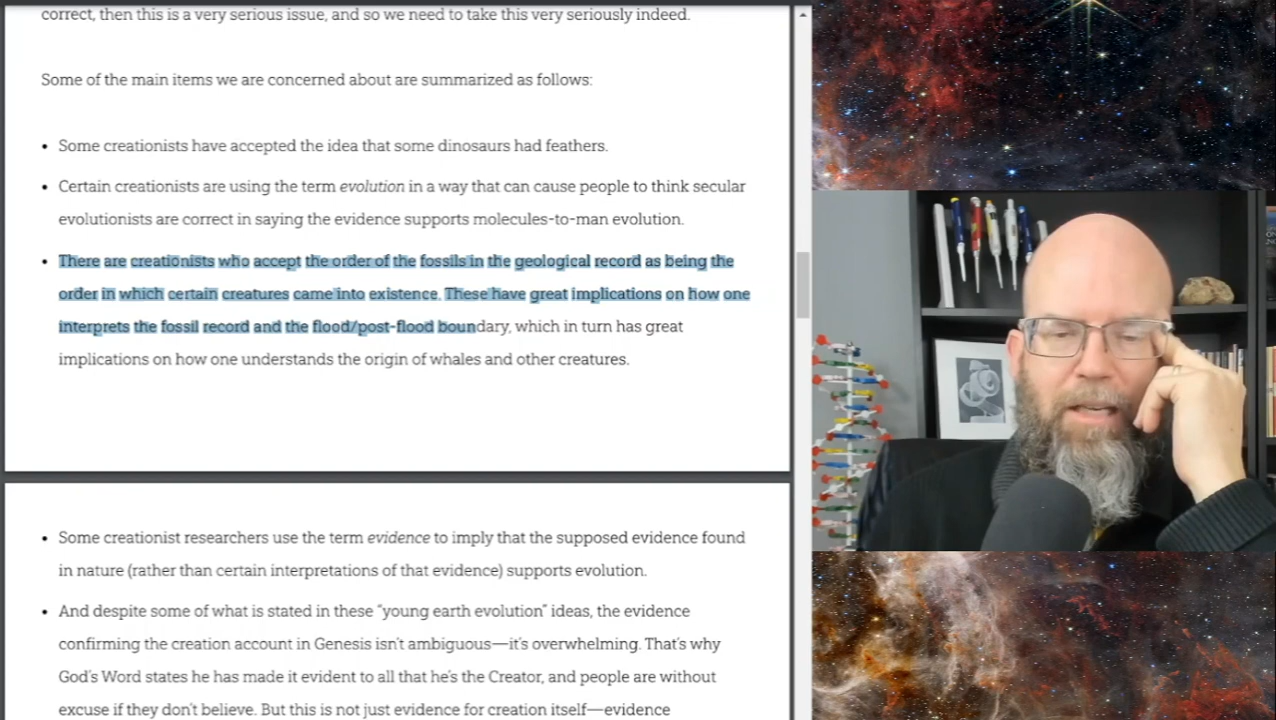 correct, then this is a very serious issue, and so we need to take this very seriously indeed.
Some of the main items we are concerned about are summarized as follows:
• Some creationists have accepted the idea that some dinosaurs had feathers.
• Certain creationists are using the term evolution in a way that can cause people to think secular
evolutionists are correct in saying the evidence supports molecules-to-man evolution.
• There are creationists who accept the order of the fossils in the geological record as being the
order in which certain creatures came into existence. These have great implications on how one
interprets the fossil record and the flood/post-flood boundary, which in turn has great
implications on how one understands the origin of whales and other creatures.
• Some creationist researchers use the term evidence to imply that the supposed evidence found
in nature (rather than certain interpretations of that evidence) supports evolution.
• And despite some of what is stated in these “young earth evolution” ideas, the evidence
confirming the creation account in Genesis isn’t ambiguous—it’s overwhelming. That’s why
God’s Word states he has made it evident to all that he’s the Creator, and people are without
excuse if they don’t believe. But this is not just evidence for creation itself—evidence